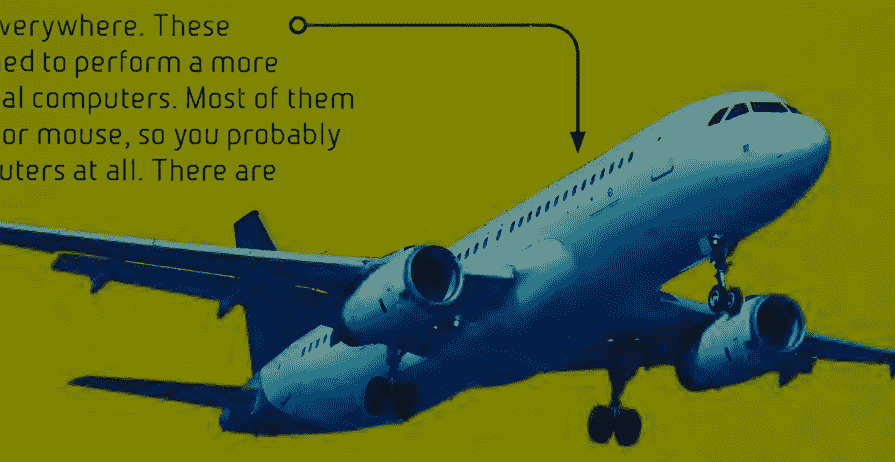 verywhere. These
ned to perform a more
al computers. Most of them
or mouse, so you probably
uters at all. There are